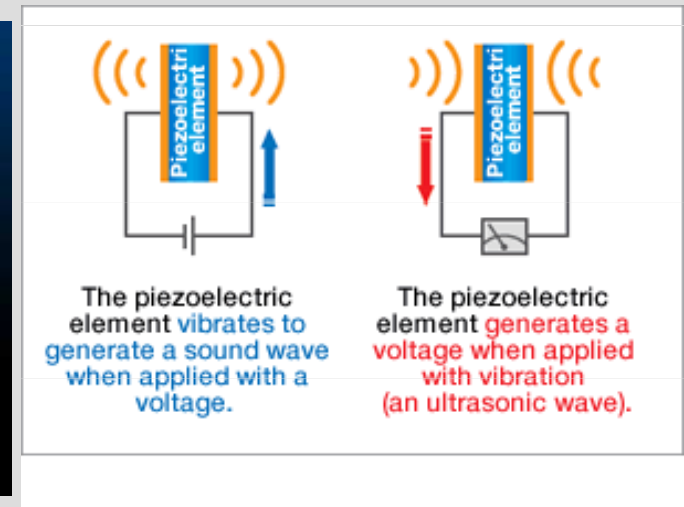 Piezoelectri
element
The piezoelectric
element vibrates to
generate a sound wave
when applied with a
voltage.
Piezoelectri
element
The piezoelectric
element generates a
voltage when applied
with vibration
(an ultrasonic wave).